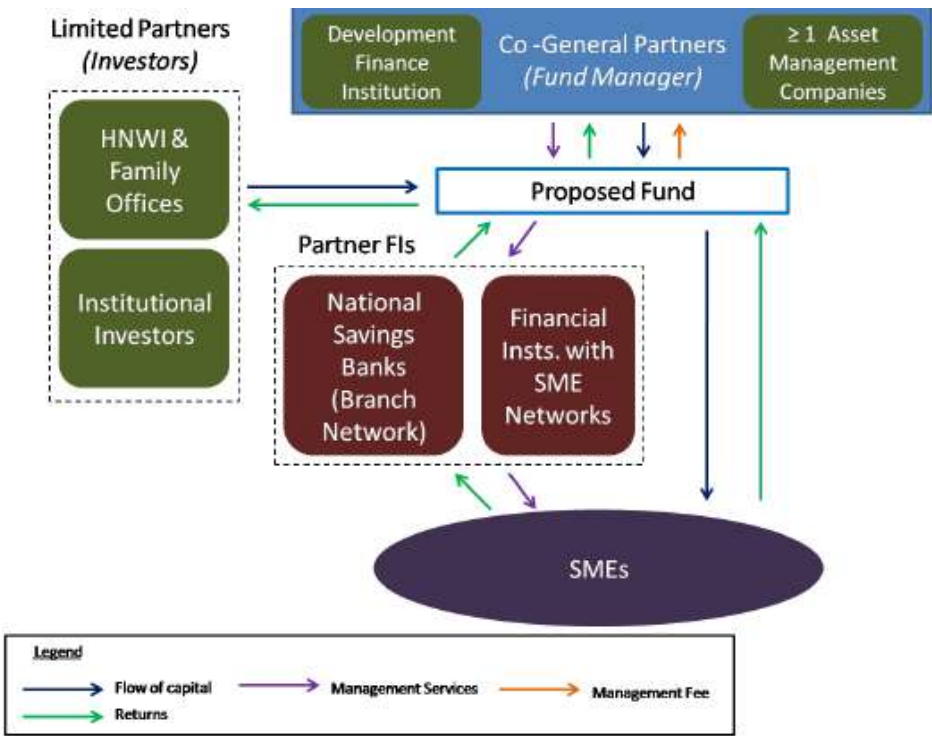 Limited Partners
(Investors)
HNWI &
Family
Offices
Institutional
Investors
Development
Finance
Institution
Co -General Partners
(Fund Manager)
≥ 1 Asset
Management
Companies
Proposed Fund
Partner FIs
National
Savings
Banks
(Branch
Network)
Financial
Insts. with
SME
Networks
SMEs
Legend
Flow of capital
Management Services
Management Fee
Returns